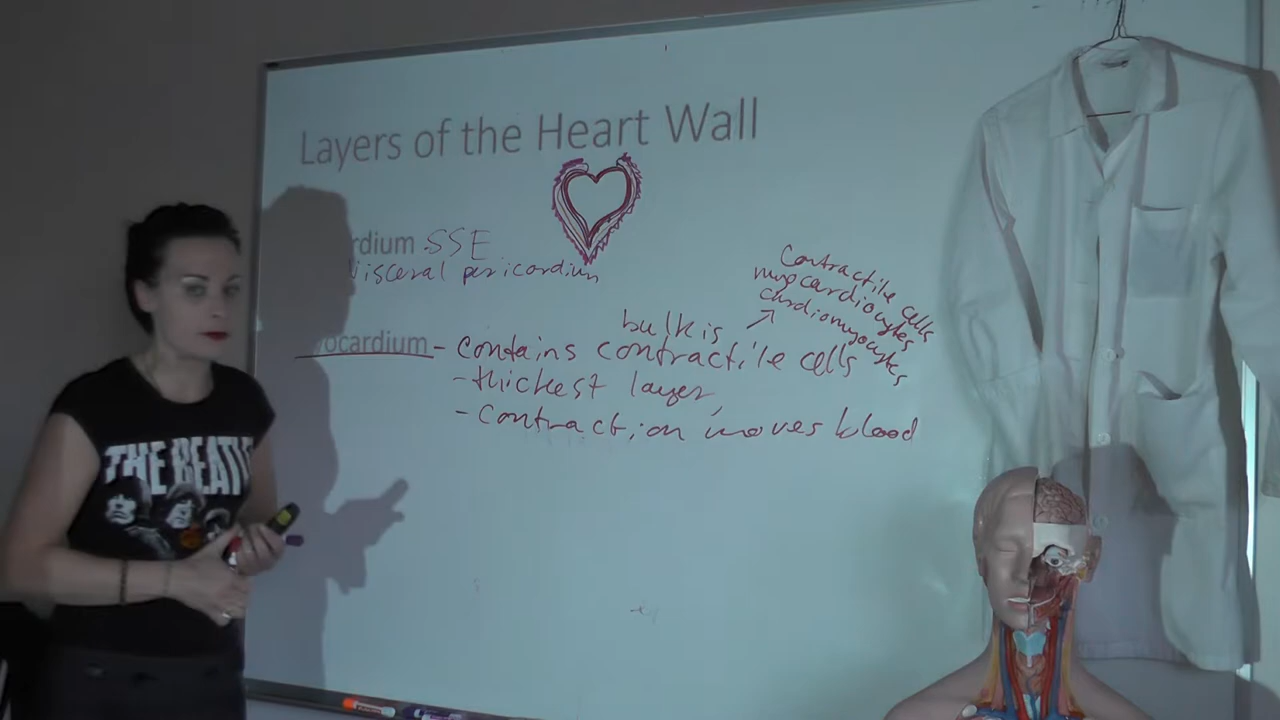 Layers of the Heart Wall
rdium - SSE
Visceral pericardium
Contractile cells
myocardiocytes
cardiomyocytes
bulk is
ocardium - contains contractile cells
- thickest layer
- contraction moves blood
THE BEATL